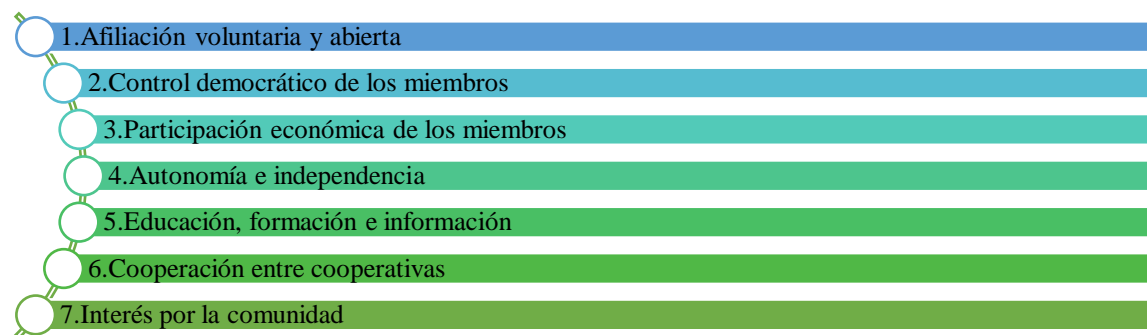 1.Afiliación voluntaria y abierta
2.Control democrático de los miembros
3.Participación económica de los miembros
4.Autonomía e independencia
5.Educación, formación e información
6.Cooperación entre cooperativas
7.Interés por la comunidad